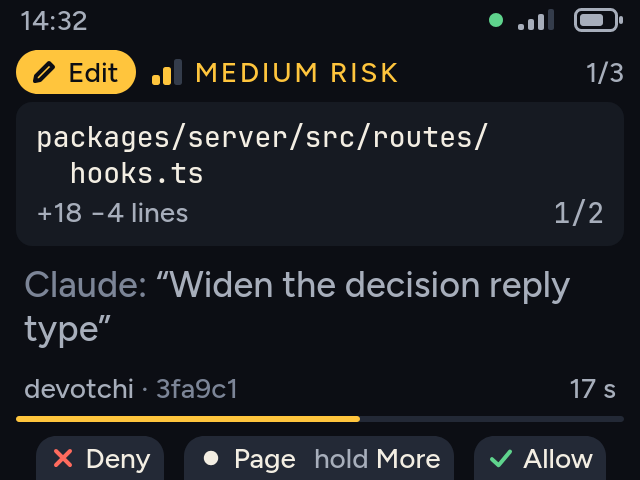 14:32
Edit MEDIUM RISK 1/3
packages/server/src/routes/
hooks.ts
+18 −4 lines 1/2
Claude: “Widen the decision reply
type”
devotchi · 3fa9c1 17 s
Deny Page hold More Allow